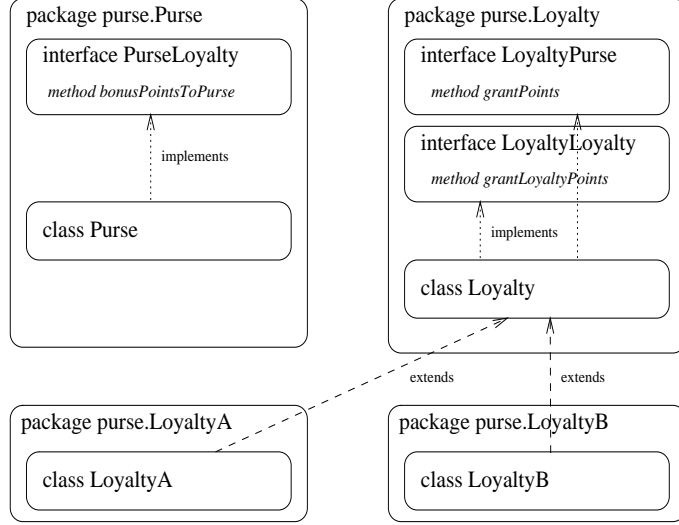 package purse.Purse
interface PurseLoyalty
method bonusPointsToPurse
implements
class Purse
package purse.Loyalty
interface LoyaltyPurse
method grantPoints
interface LoyaltyLoyalty
method grantLoyaltyPoints
implements
class Loyalty
extends
extends
package purse.LoyaltyA
class LoyaltyA
package purse.LoyaltyB
class LoyaltyB